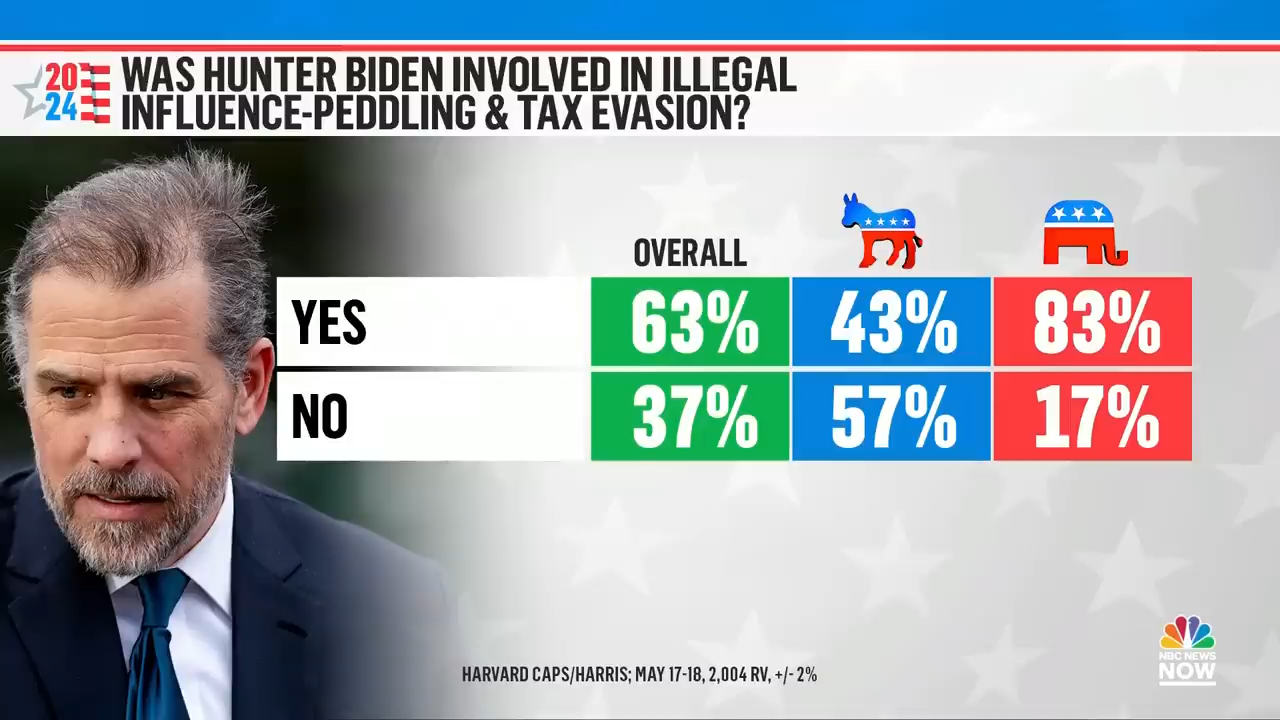 2024
WAS HUNTER BIDEN INVOLVED IN ILLEGAL
INFLUENCE-PEDDLING & TAX EVASION?
OVERALL
YES 63% 43% 83%
NO 37% 57% 17%
HARVARD CAPS/HARRIS; MAY 17-18, 2,004 RV, +/- 2%
NBC NEWS
NOW